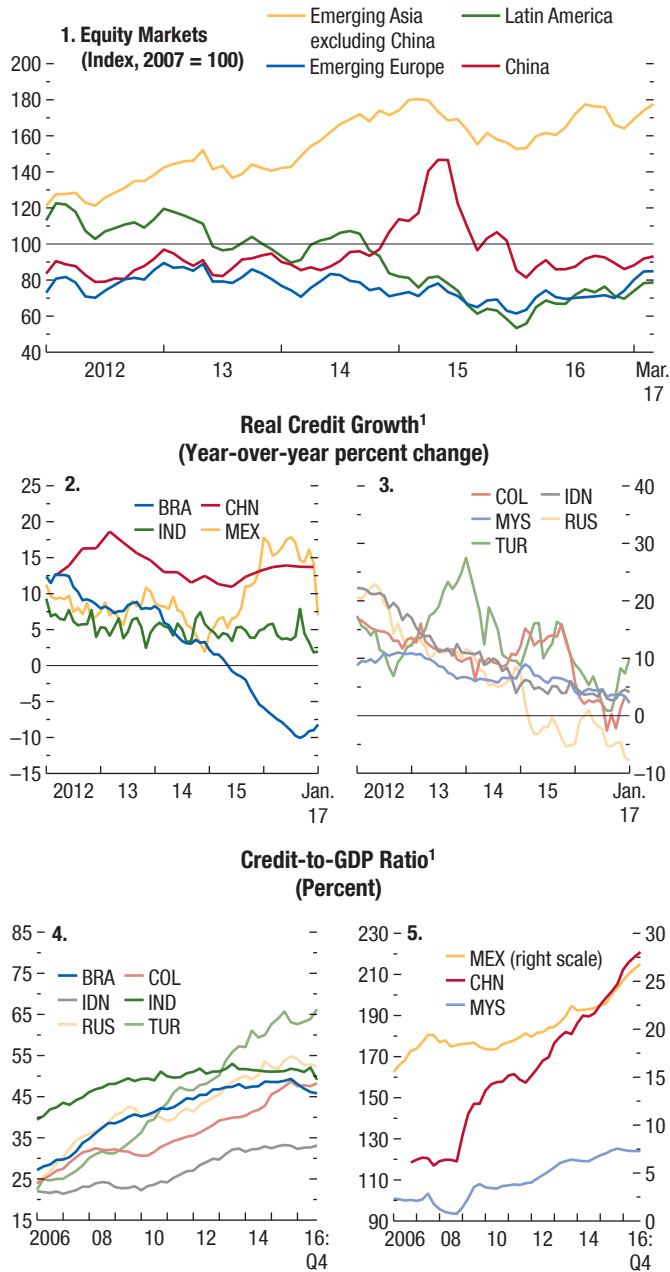 1. Equity Markets
(Index, 2007 = 100)
Emerging Asia
excluding China
Latin America
Emerging Europe
China
200
180
160
140
120
100
80
60
40
2012 13 14 15 16 Mar.
17
Real Credit Growth1
(Year-over-year percent change)
2.
BRA CHN
IND MEX
25
20
15
10
5
0
–5
–10
–15
2012 13 15 Jan.
17
3.
COL IDN
MYS RUS
TUR
40
30
20
10
0
–10
2012 13 15 Jan.
17
Credit-to-GDP Ratio1
(Percent)
4.
BRA COL
IDN IND
RUS TUR
85
75
65
55
45
35
25
15
2006 08 10 12 14 16:
Q4
5.
MEX (right scale)
CHN
MYS
230
210
190
170
150
130
110
90
30
25
20
15
10
5
0
2006 08 10 12 14 16:
Q4